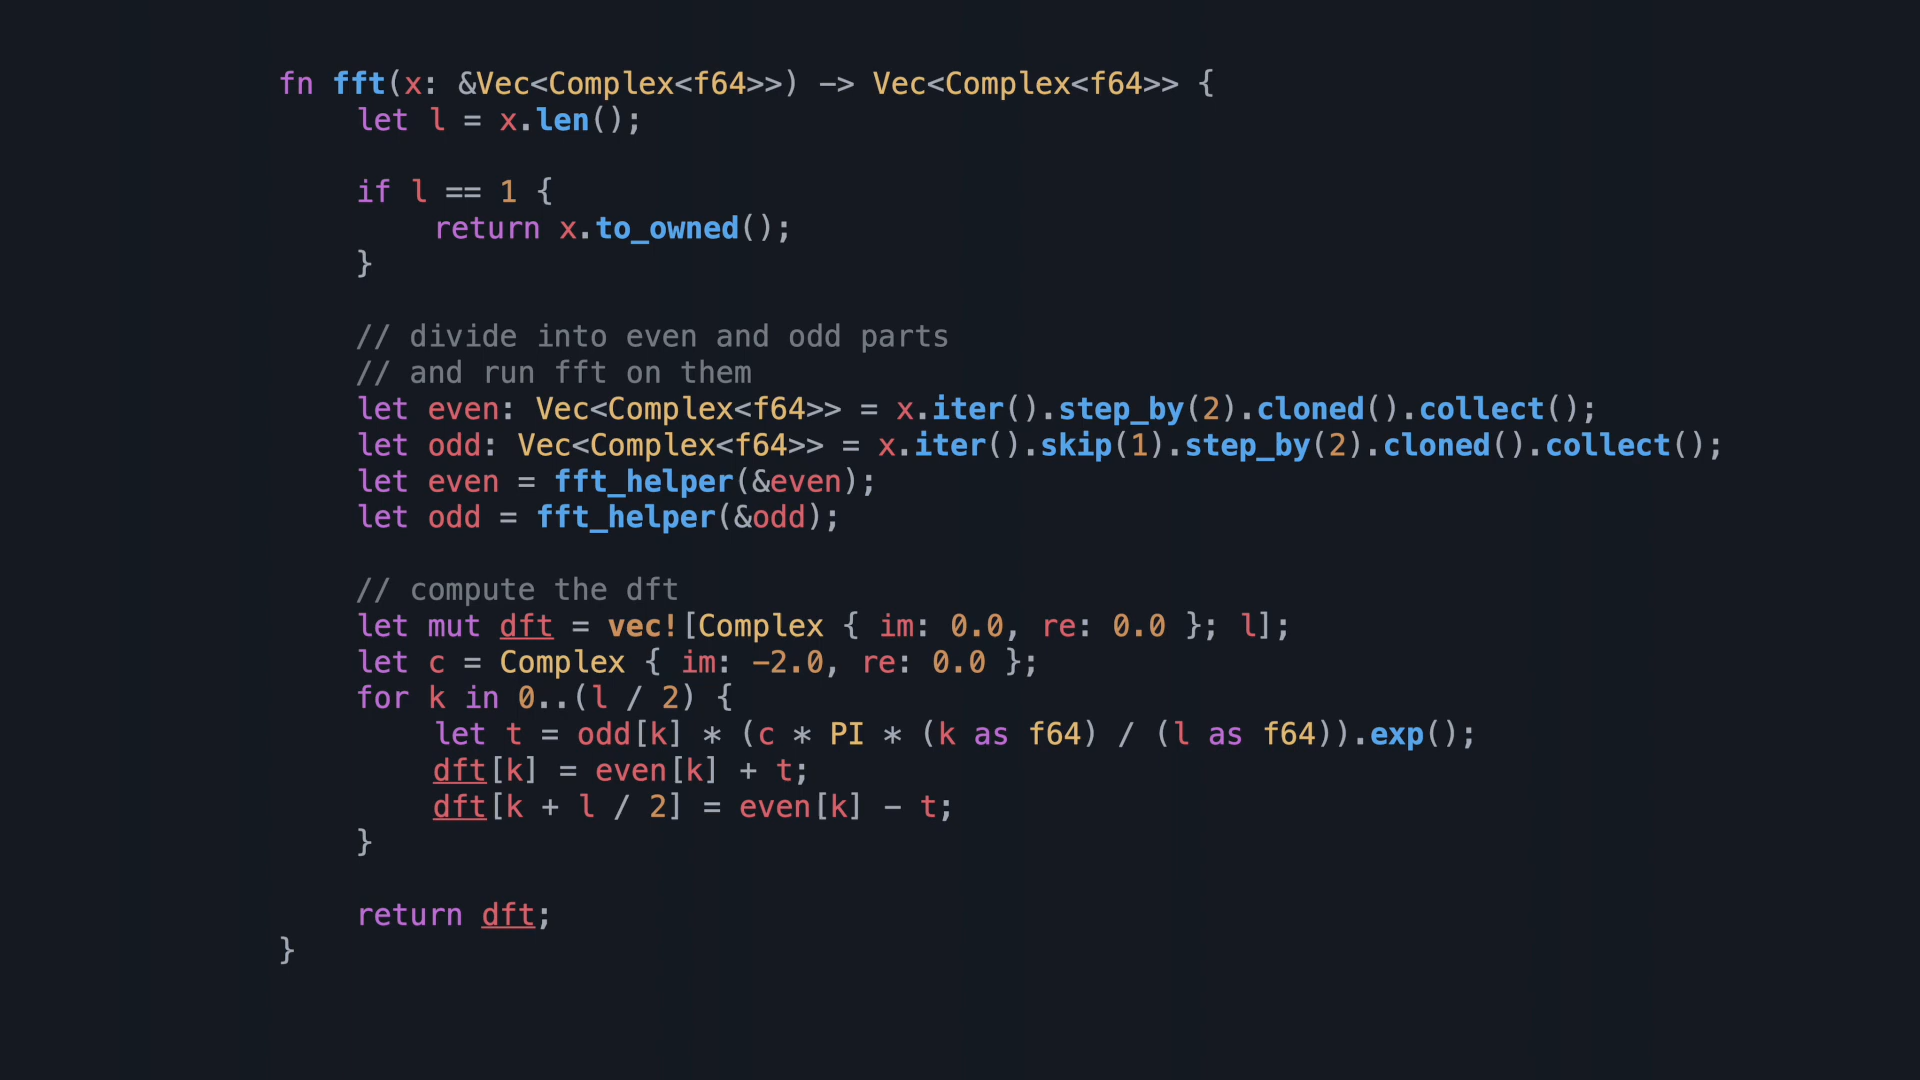 fn fft(x: &Vec<Complex<f64>>) -> Vec<Complex<f64>> {
    let l = x.len();

    if l == 1 {
        return x.to_owned();
    }

    // divide into even and odd parts
    // and run fft on them
    let even: Vec<Complex<f64>> = x.iter().step_by(2).cloned().collect();
    let odd: Vec<Complex<f64>> = x.iter().skip(1).step_by(2).cloned().collect();
    let even = fft_helper(&even);
    let odd = fft_helper(&odd);

    // compute the dft
    let mut dft = vec![Complex { im: 0.0, re: 0.0 }; l];
    let c = Complex { im: -2.0, re: 0.0 };
    for k in 0..(l / 2) {
        let t = odd[k] * (c * PI * (k as f64) / (l as f64)).exp();
        dft[k] = even[k] + t;
        dft[k + l / 2] = even[k] - t;
    }

    return dft;
}